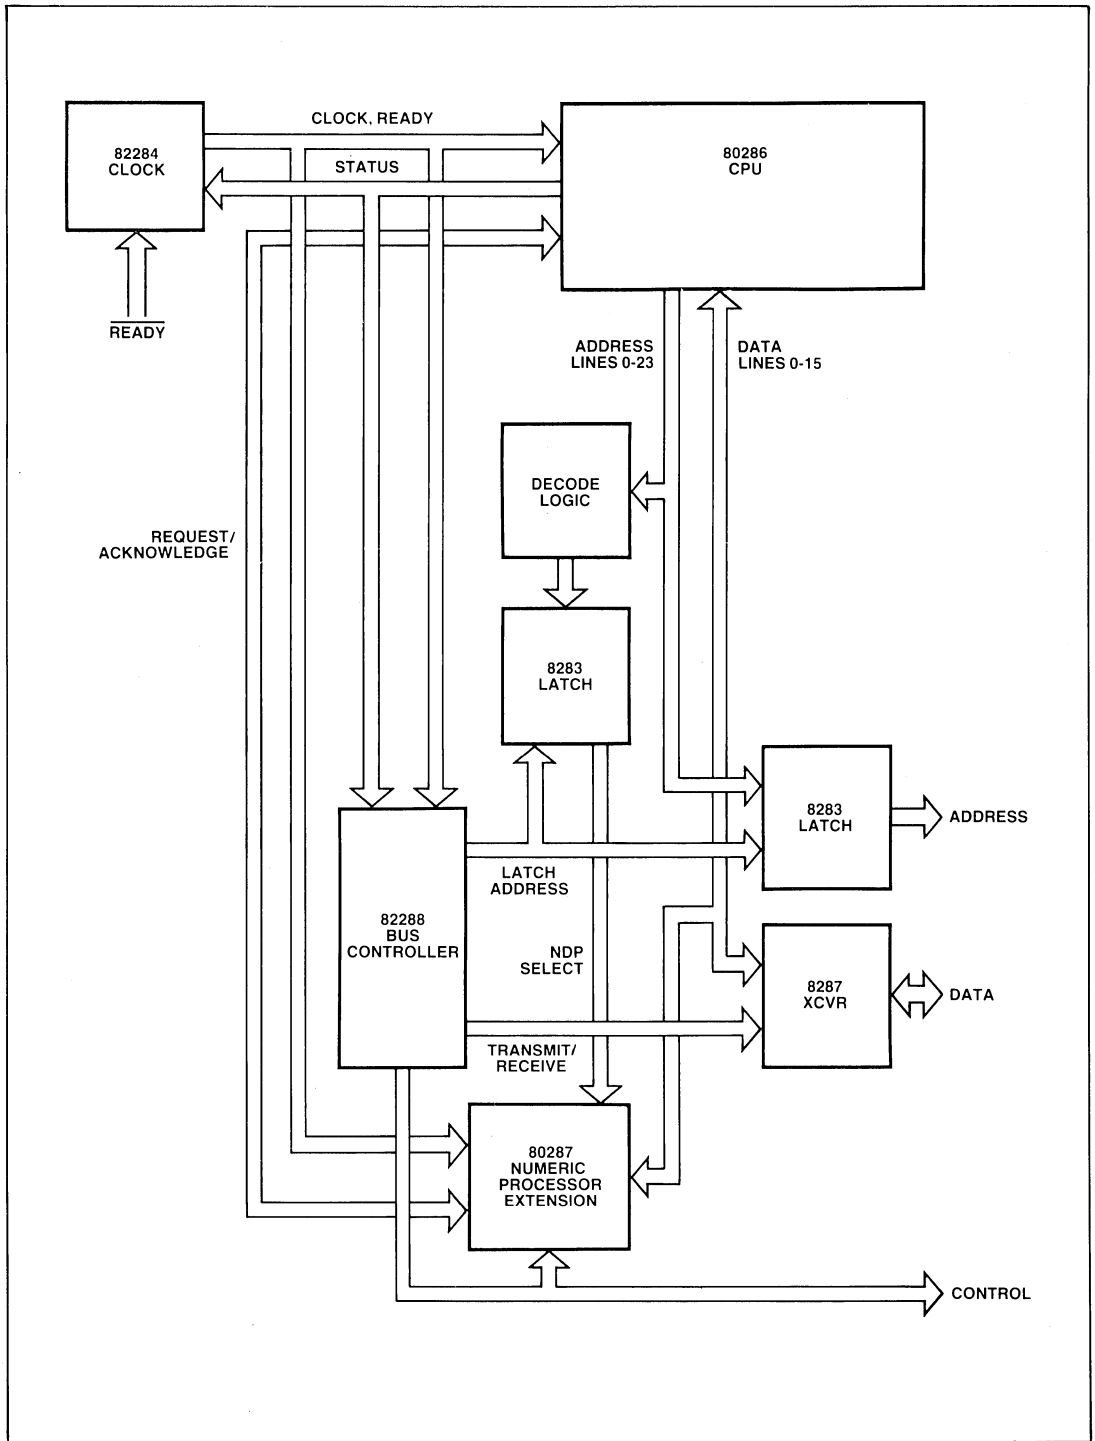 82284
CLOCK
CLOCK, READY
STATUS
80286
CPU
READY
ADDRESS
LINES 0-23
DATA
LINES 0-15
DECODE
LOGIC
REQUEST/
ACKNOWLEDGE
8283
LATCH
8283
LATCH
ADDRESS
LATCH
ADDRESS
82288
BUS
CONTROLLER
NDP
SELECT
8287
XCVR
DATA
TRANSMIT/
RECEIVE
80287
NUMERIC
PROCESSOR
EXTENSION
CONTROL